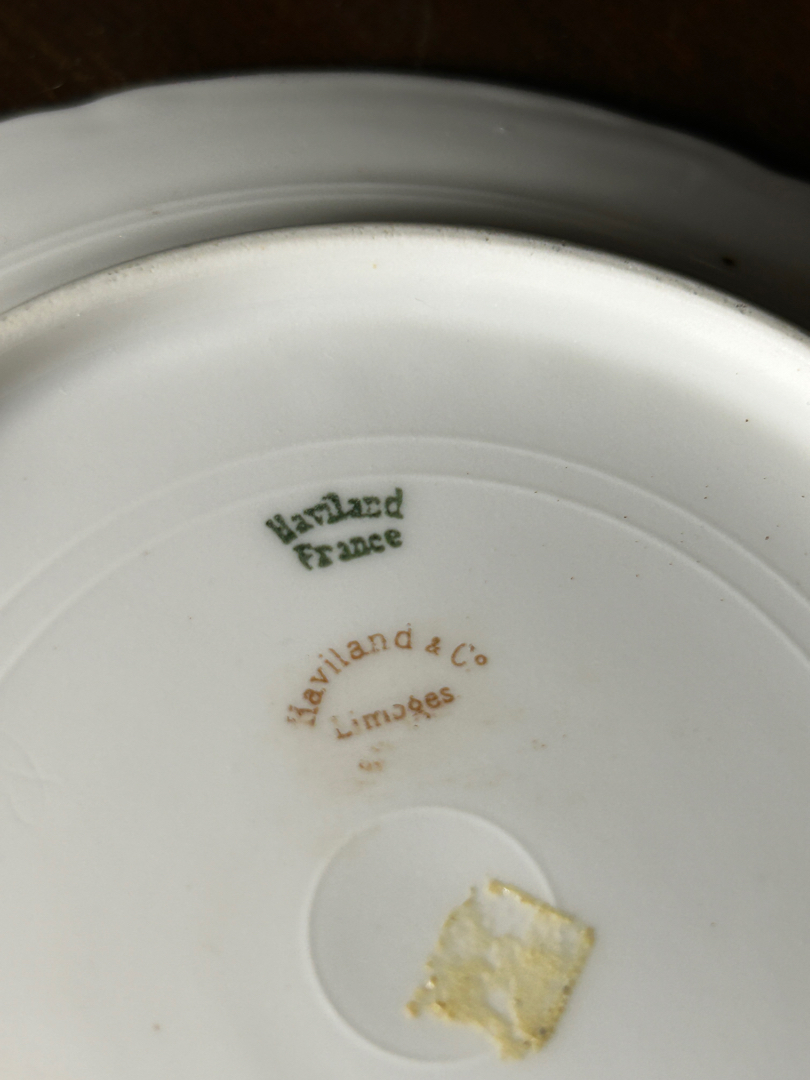 Haviland
France
Haviland & Co
Limoges